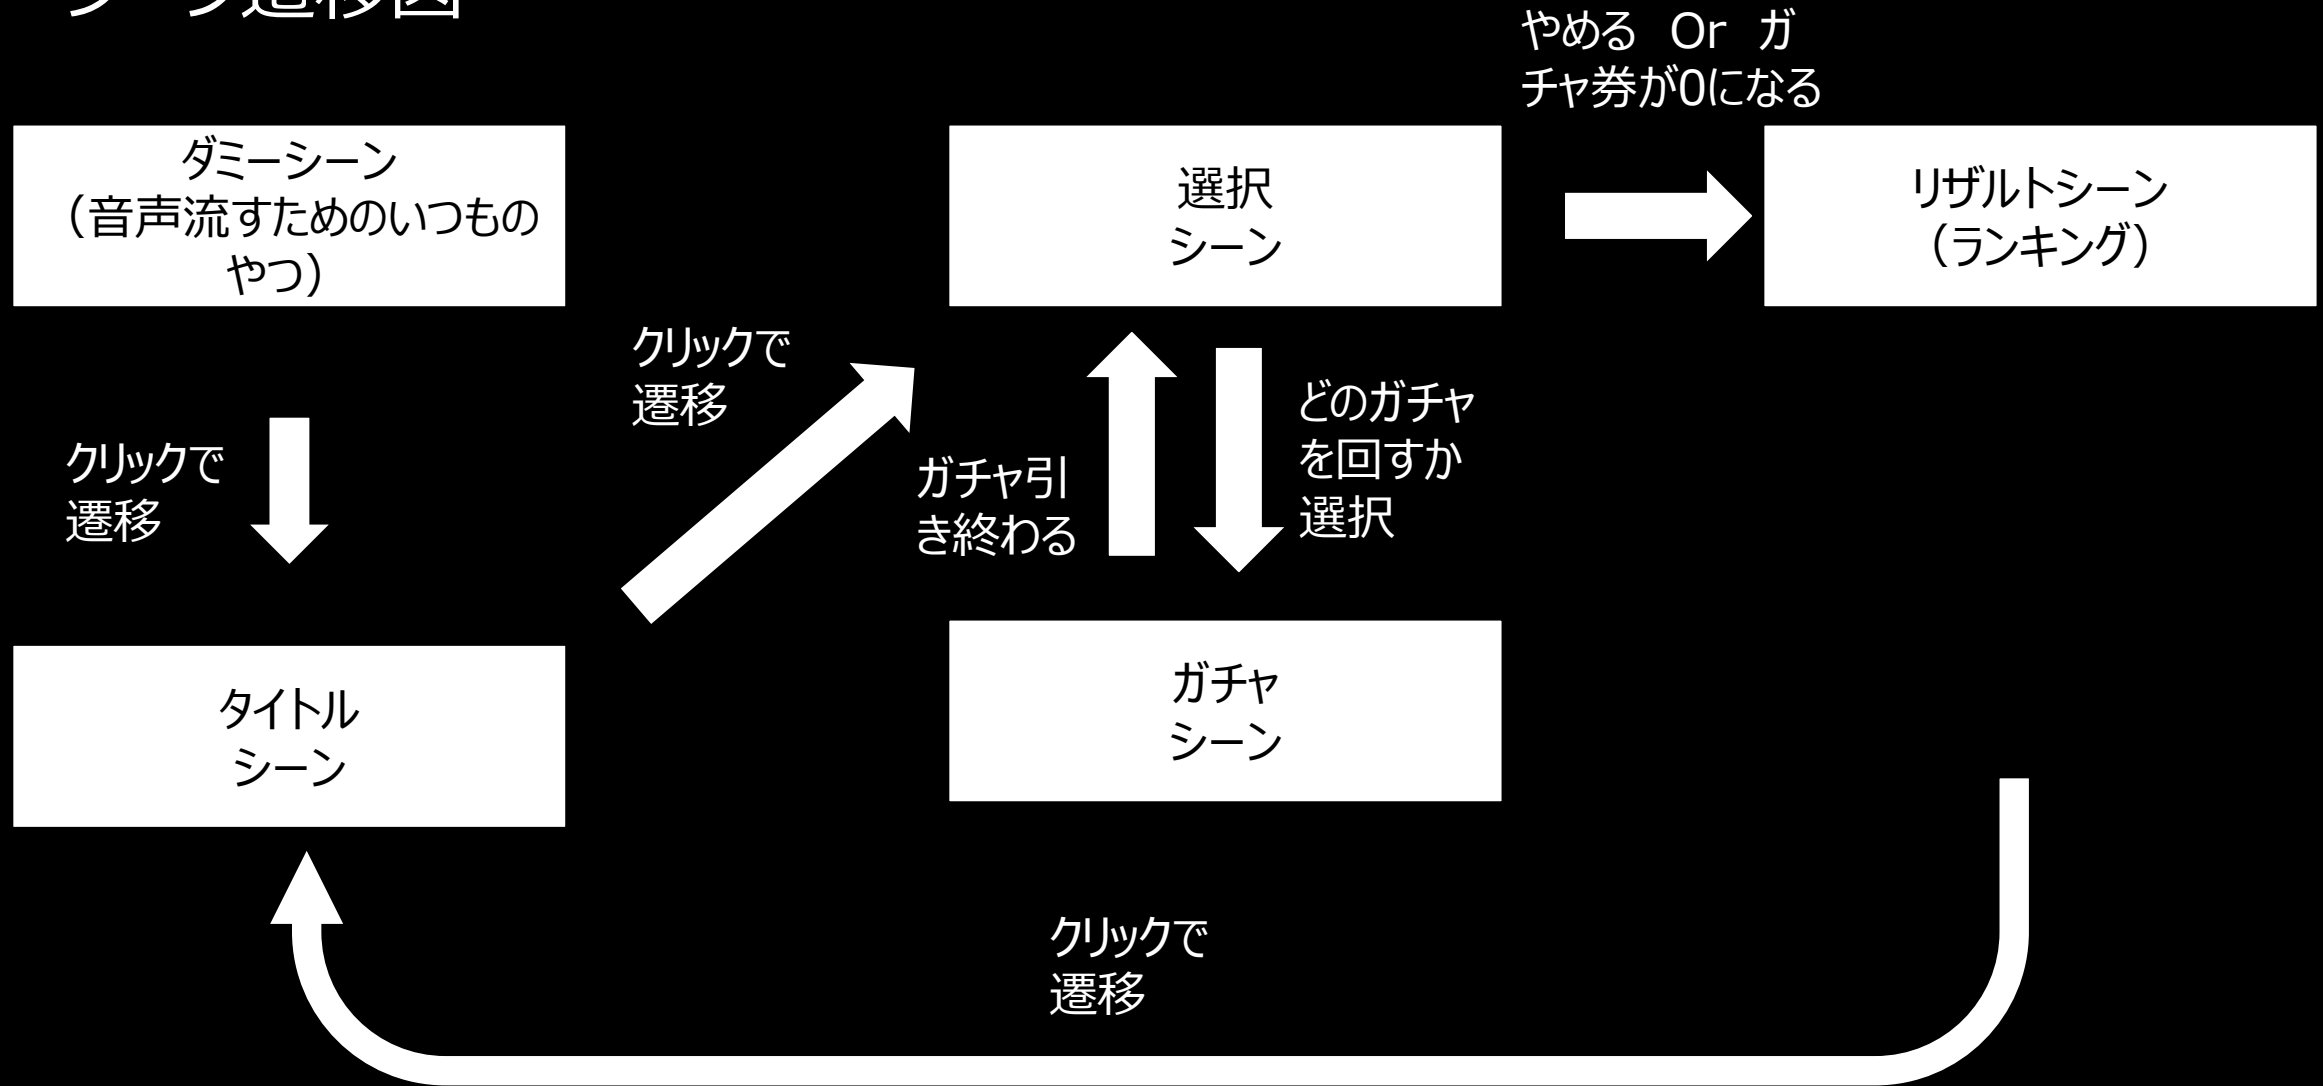 シーン遷移図
やめる Or ガ
チャ券が0になる
ダミーシーン
（音声流すためのいつもの
やつ）
選択
シーン
リザルトシーン
（ランキング）
クリックで
遷移
クリックで
遷移
ガチャ引
き終わる
どのガチャ
を回すか
選択
タイトル
シーン
ガチャ
シーン
クリックで
遷移